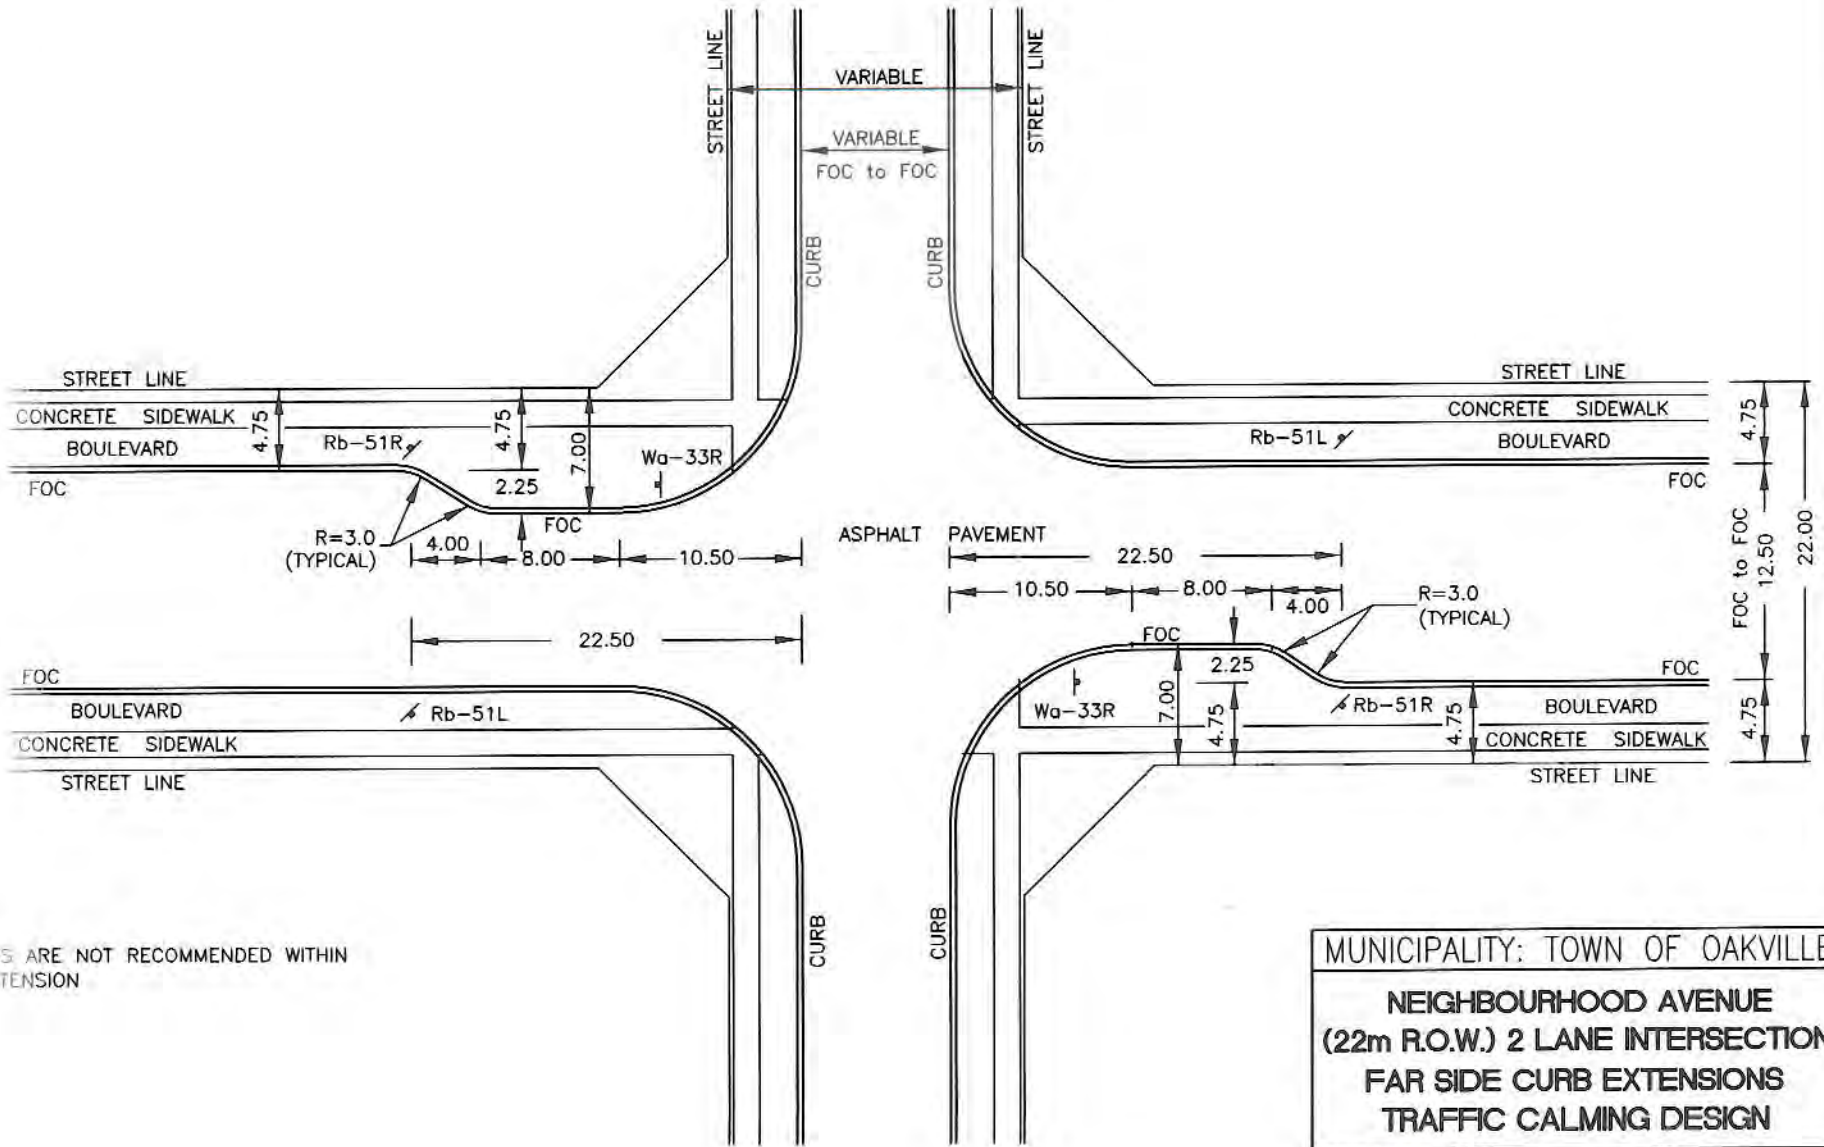 STREET LINE
VARIABLE
STREET LINE
VARIABLE
FOC to FOC
CURB
CURB
STREET LINE
CONCRETE SIDEWALK
BOULEVARD
FOC
4.75
Rb-51R
4.75
7.00
2.25
Wa-33R
FOC
R=3.0
(TYPICAL)
4.00
8.00
10.50
22.50
ASPHALT PAVEMENT
STREET LINE
CONCRETE SIDEWALK
BOULEVARD
Rb-51L
FOC
4.75
FOC to FOC
12.50
22.00
4.75
22.50
10.50
8.00
4.00
R=3.0
(TYPICAL)
FOC
2.25
Wa-33R
7.00
4.75
Rb-51R
4.75
FOC
BOULEVARD
CONCRETE SIDEWALK
STREET LINE
FOC
BOULEVARD
Rb-51L
CONCRETE SIDEWALK
STREET LINE
CURB
CURB
S ARE NOT RECOMMENDED WITHIN
TENSION
MUNICIPALITY: TOWN OF OAKVILLE
NEIGHBOURHOOD AVENUE
(22m R.O.W.) 2 LANE INTERSECTION
FAR SIDE CURB EXTENSIONS
TRAFFIC CALMING DESIGN